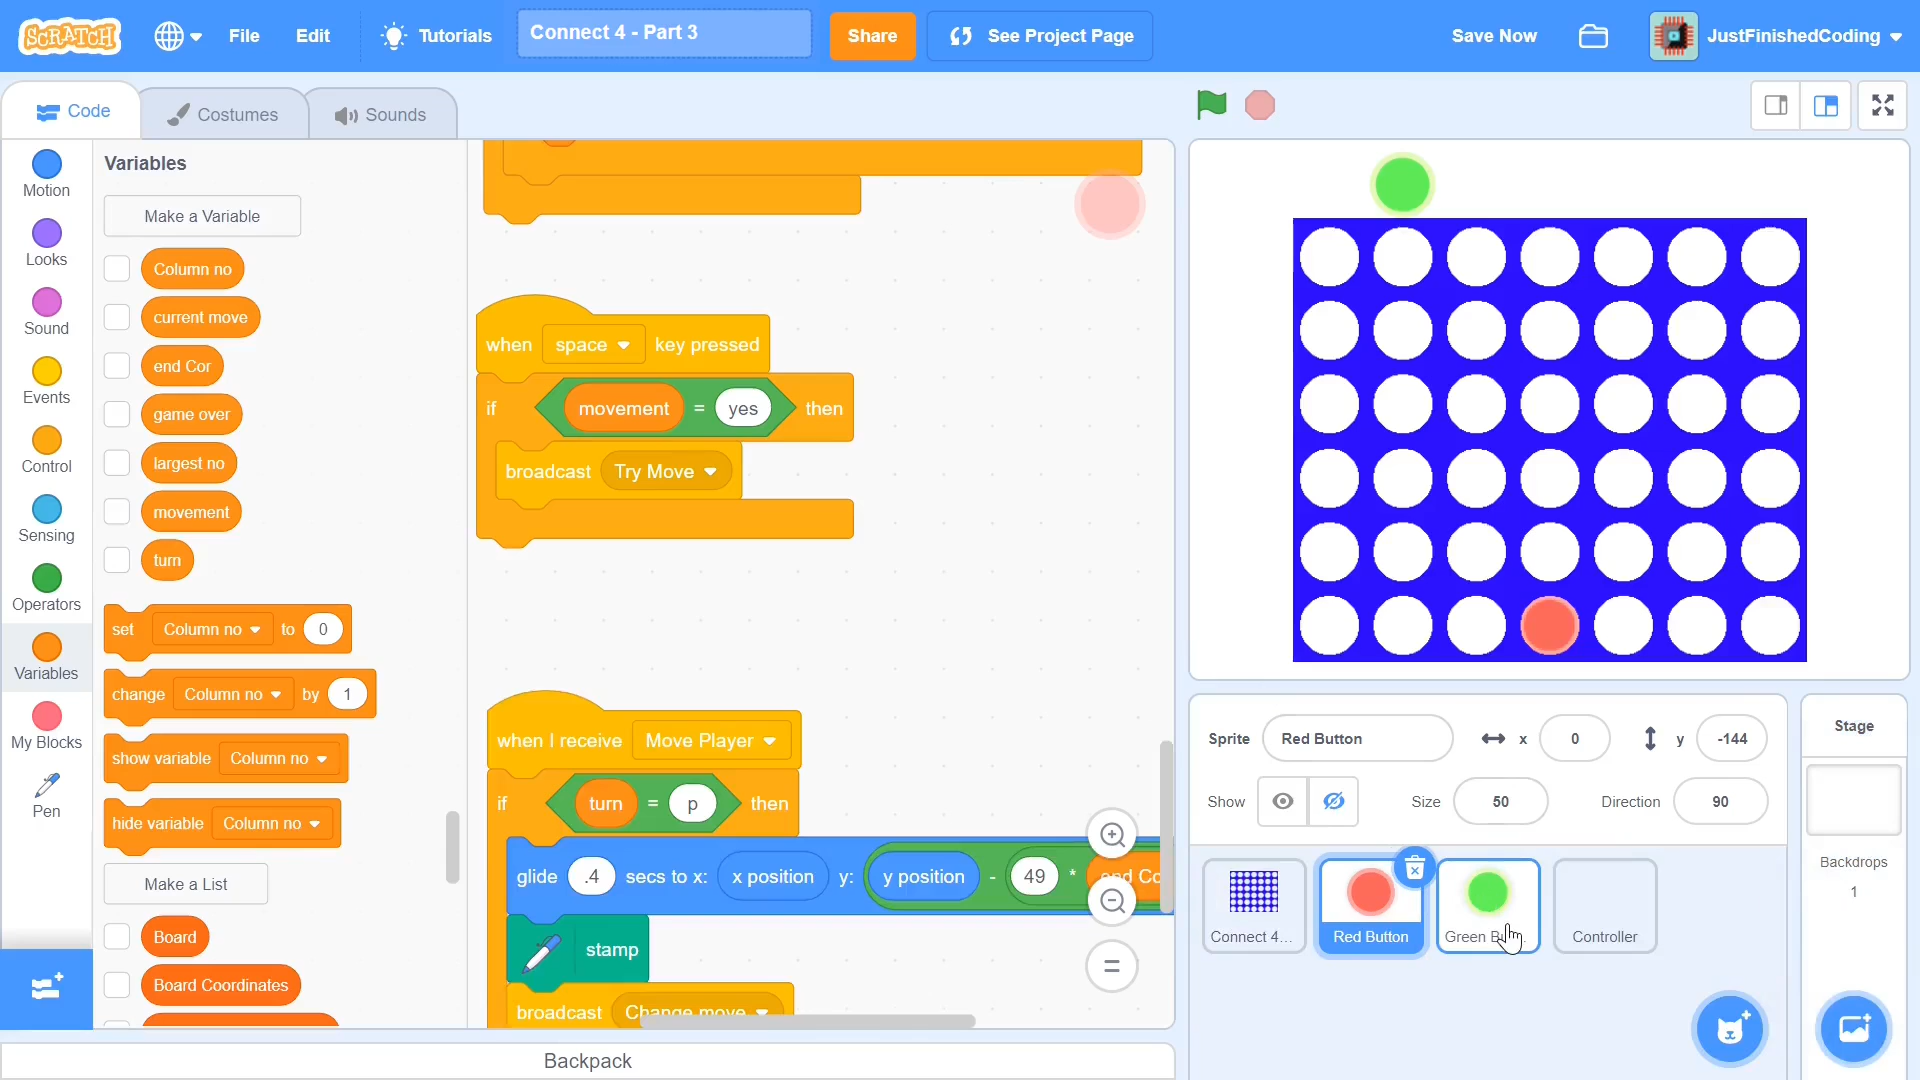 SCRATCH File Edit Tutorials Connect 4 - Part 3 Share See Project Page Save Now JustFinishedCoding
Code Costumes Sounds
Motion
Looks
Sound
Events
Control
Sensing
Operators
Variables
My Blocks
Pen
Variables
Make a Variable
Column no
current move
end Cor
game over
largest no
movement
turn
set Column no to 0
change Column no by 1
show variable Column no
hide variable Column no
Make a List
Board
Board Coordinates
when space key pressed
if movement = yes then
broadcast Try Move
when I receive Move Player
if turn = p then
glide .4 secs to x: x position y: y position - 49 * end Co
stamp
broadcast Change move
Backpack
Sprite Red Button x 0 y -144
Show Size 50 Direction 90
Connect 4... Red Button Green Controller
Stage
Backdrops
1